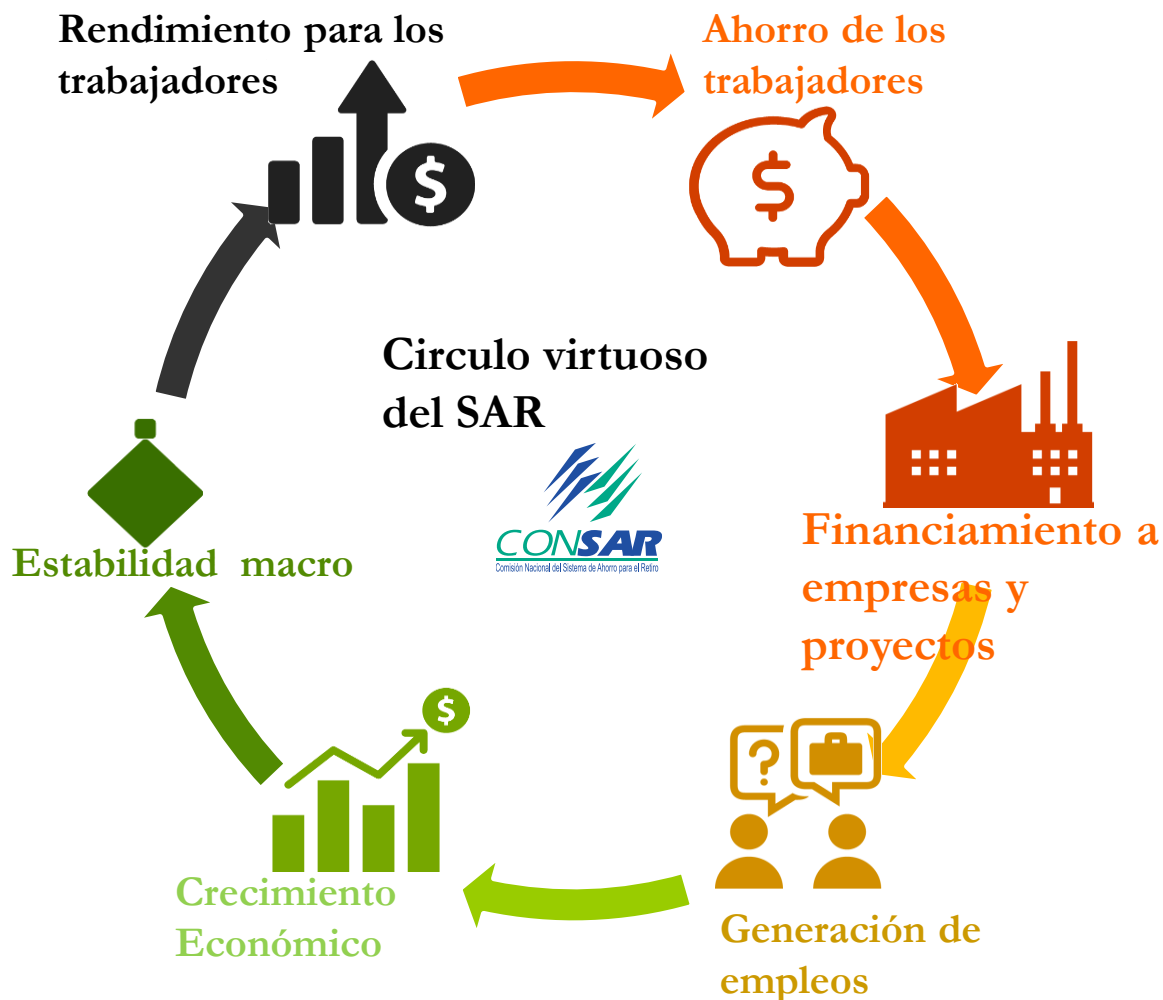 Rendimiento para los
trabajadores
$
Ahorro de los
trabajadores
$
Circulo virtuoso
del SAR
CONSAR
Comisión Nacional del Sistema de Ahorro para el Retiro
Financiamiento a
empresas y
proyectos
Estabilidad macro
$
?
Crecimiento
Económico
Generación de
empleos